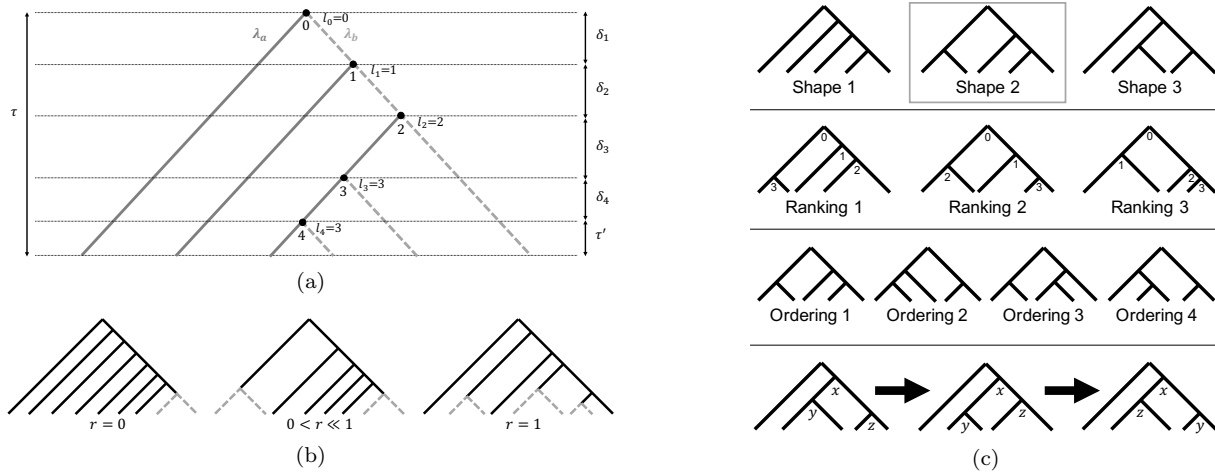 τ
λₐ
λ_b
0
l₀=0
δ₁
1
l₁=1
δ₂
2
l₂=2
δ₃
3
l₃=3
δ₄
4
l₄=3
τ′
(a)
r = 0
0 < r ≪ 1
r = 1
(b)
Shape 1
Shape 2
Shape 3
0
1
2
3
Ranking 1
0
1
2
3
Ranking 2
0
1
2
3
Ranking 3
Ordering 1
Ordering 2
Ordering 3
Ordering 4
x
y
z
x
y
z
x
z
y
(c)